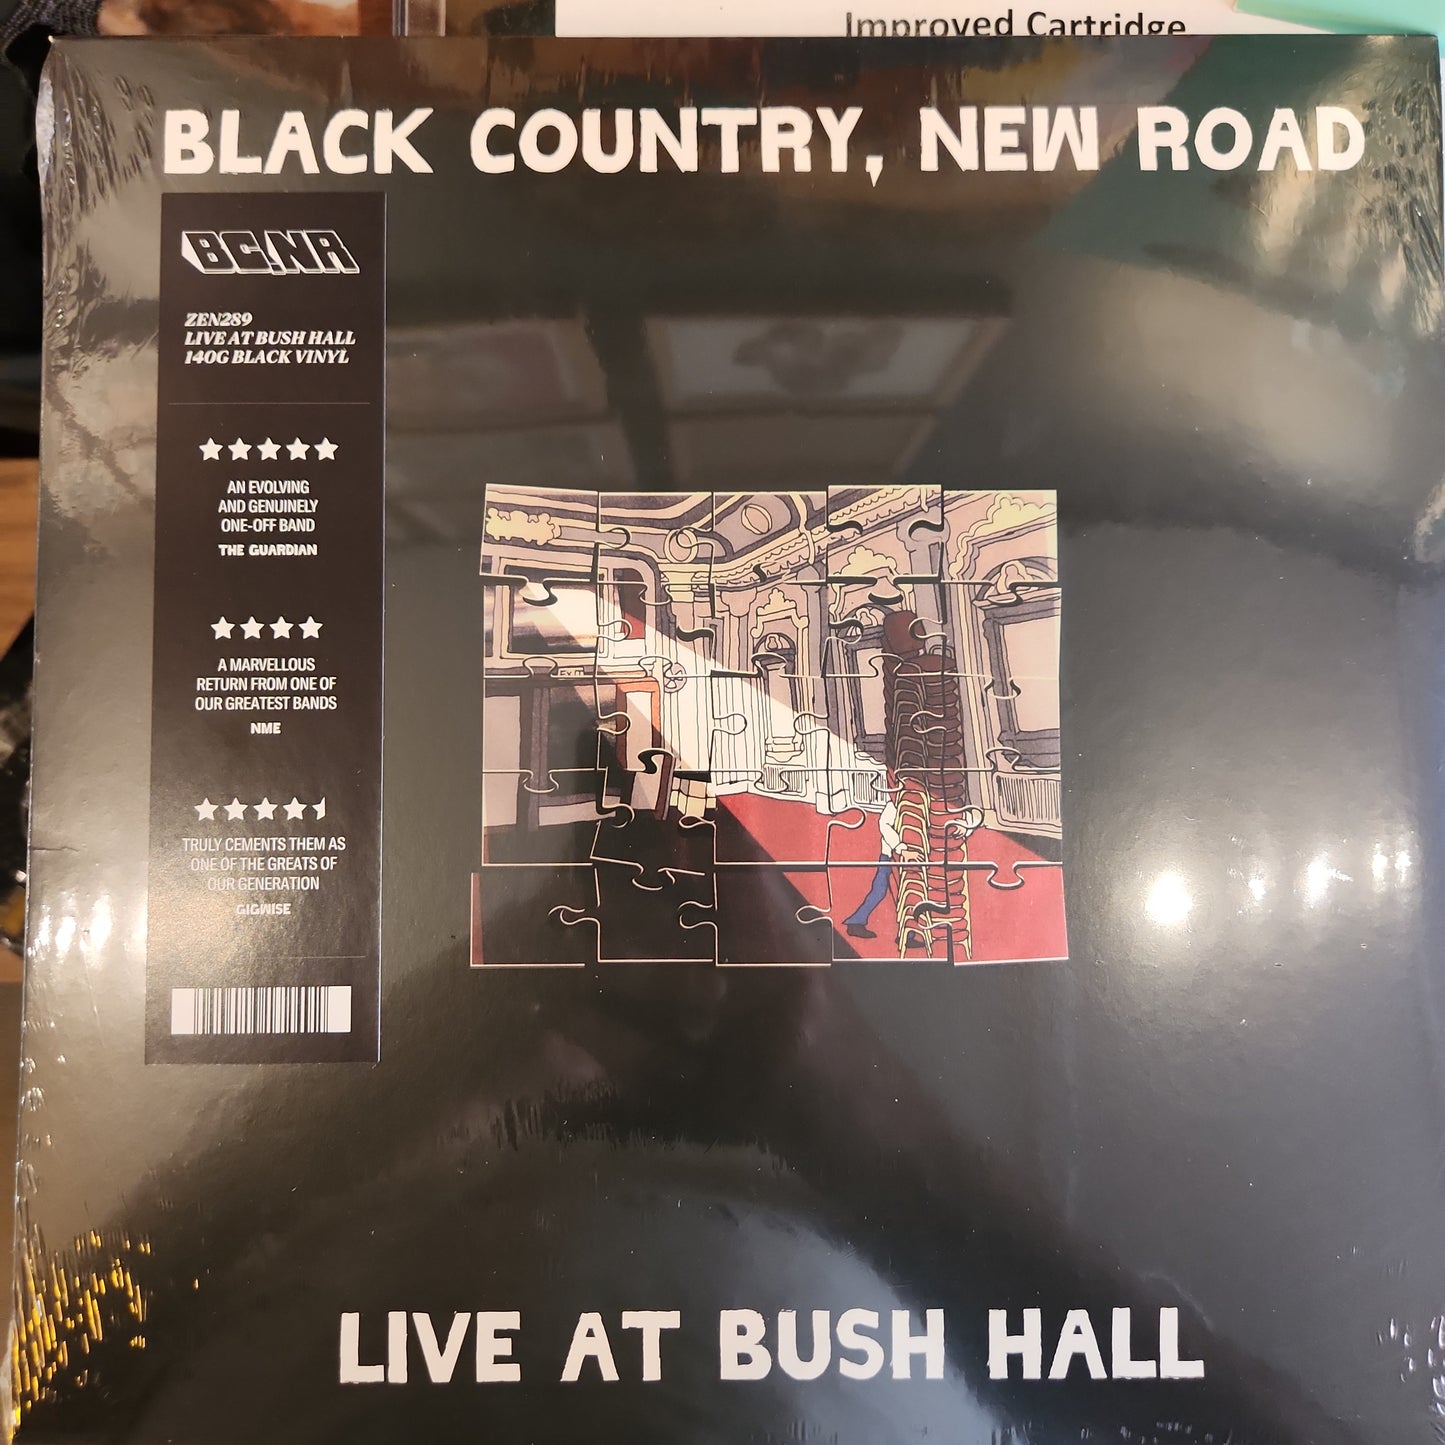 Improved Cartridge
BLACK COUNTRY, NEW ROAD
BC,NR
ZEN289
LIVE AT BUSH HALL
140G BLACK VINYL
AN EVOLVING
AND GENUINELY
ONE-OFF BAND
THE GUARDIAN
A MARVELLOUS
RETURN FROM ONE OF
OUR GREATEST BANDS
NME
TRULY CEMENTS THEM AS
ONE OF THE GREATS OF
OUR GENERATION
GIGWISE
EXIT
LIVE AT BUSH HALL